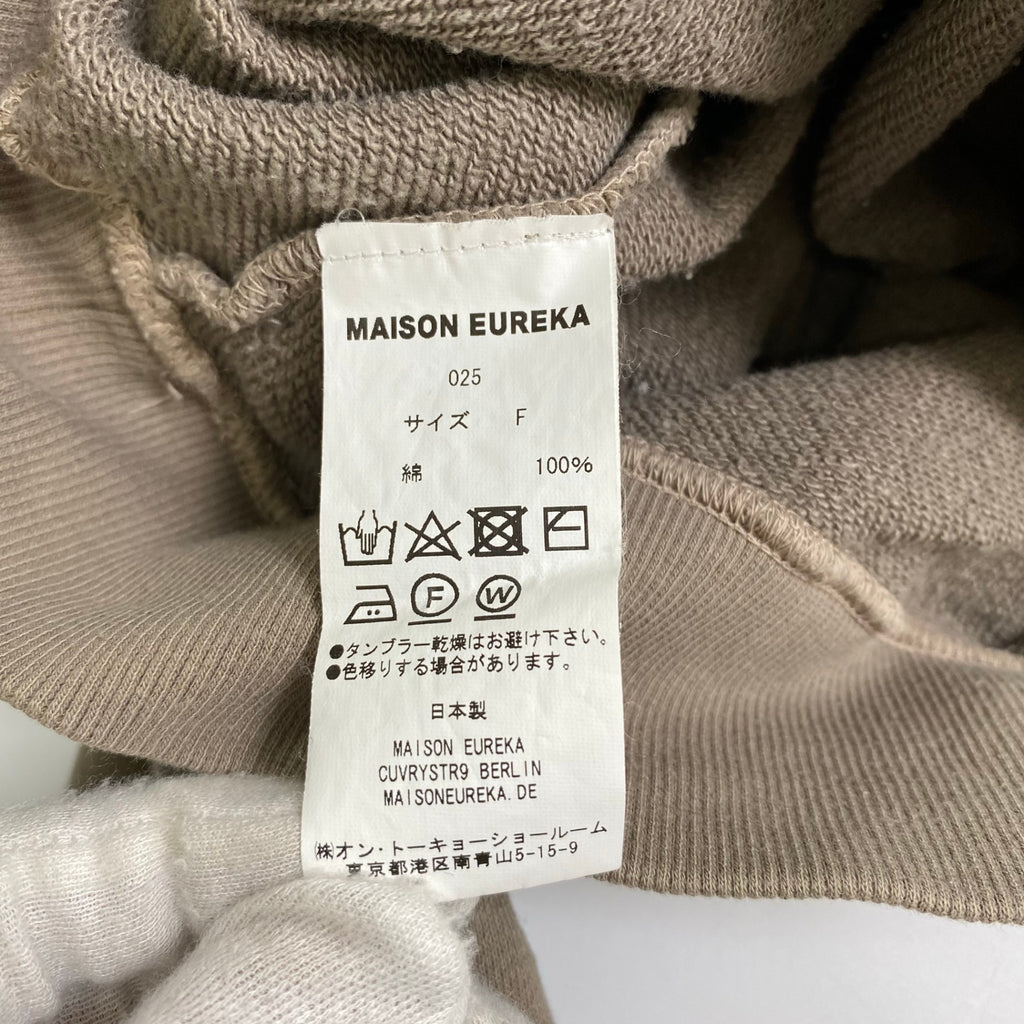 MAISON EUREKA
025
サイズ F
綿 100%
F W
●タンブラー乾燥はお避け下さい。
●色移りする場合があります。
日本製
MAISON EUREKA
CUVRYSTR9 BERLIN
MAISONEUREKA.DE
㈱オン・トーキョーショールーム
東京都港区南青山5-15-9